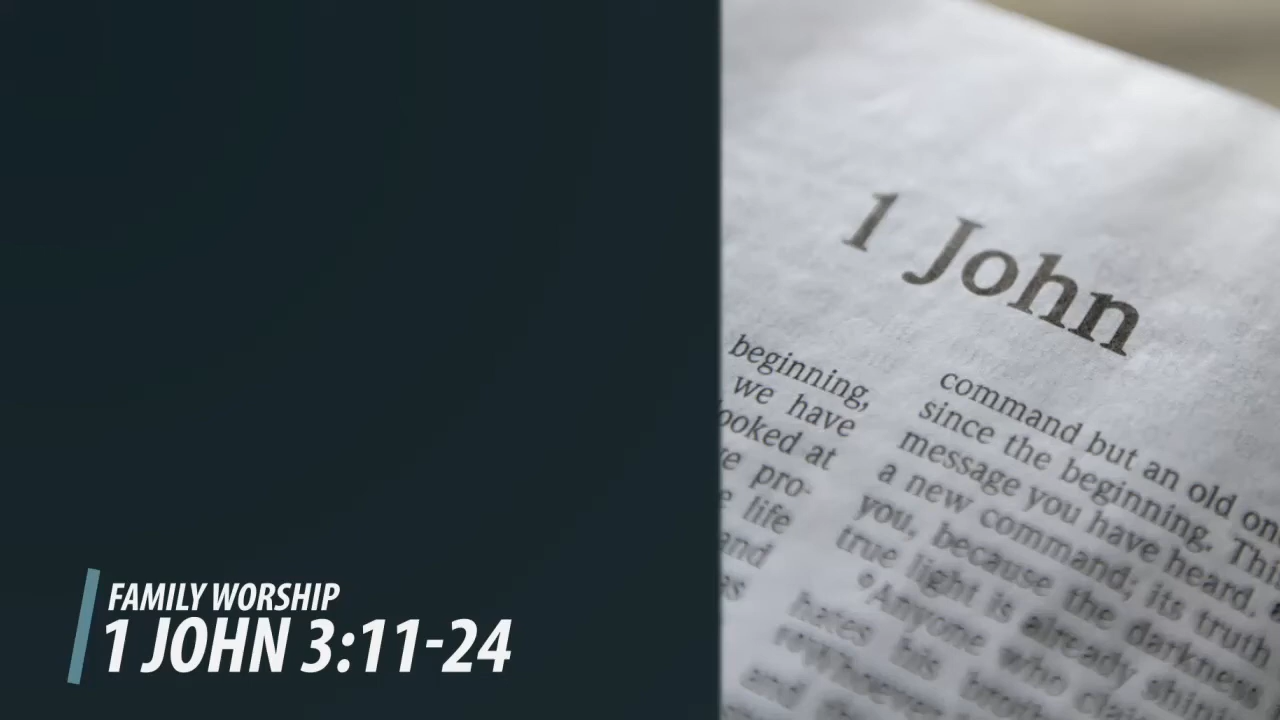 FAMILY WORSHIP
1 JOHN 3:11-24
1 John
beginning,
we have
ooked at
pro-
life
and
as
command but an old one
since the beginning. This
message you have heard.
a new command; its truth
you, because the darkness
true light is already shining
Anyone who claims
hates his